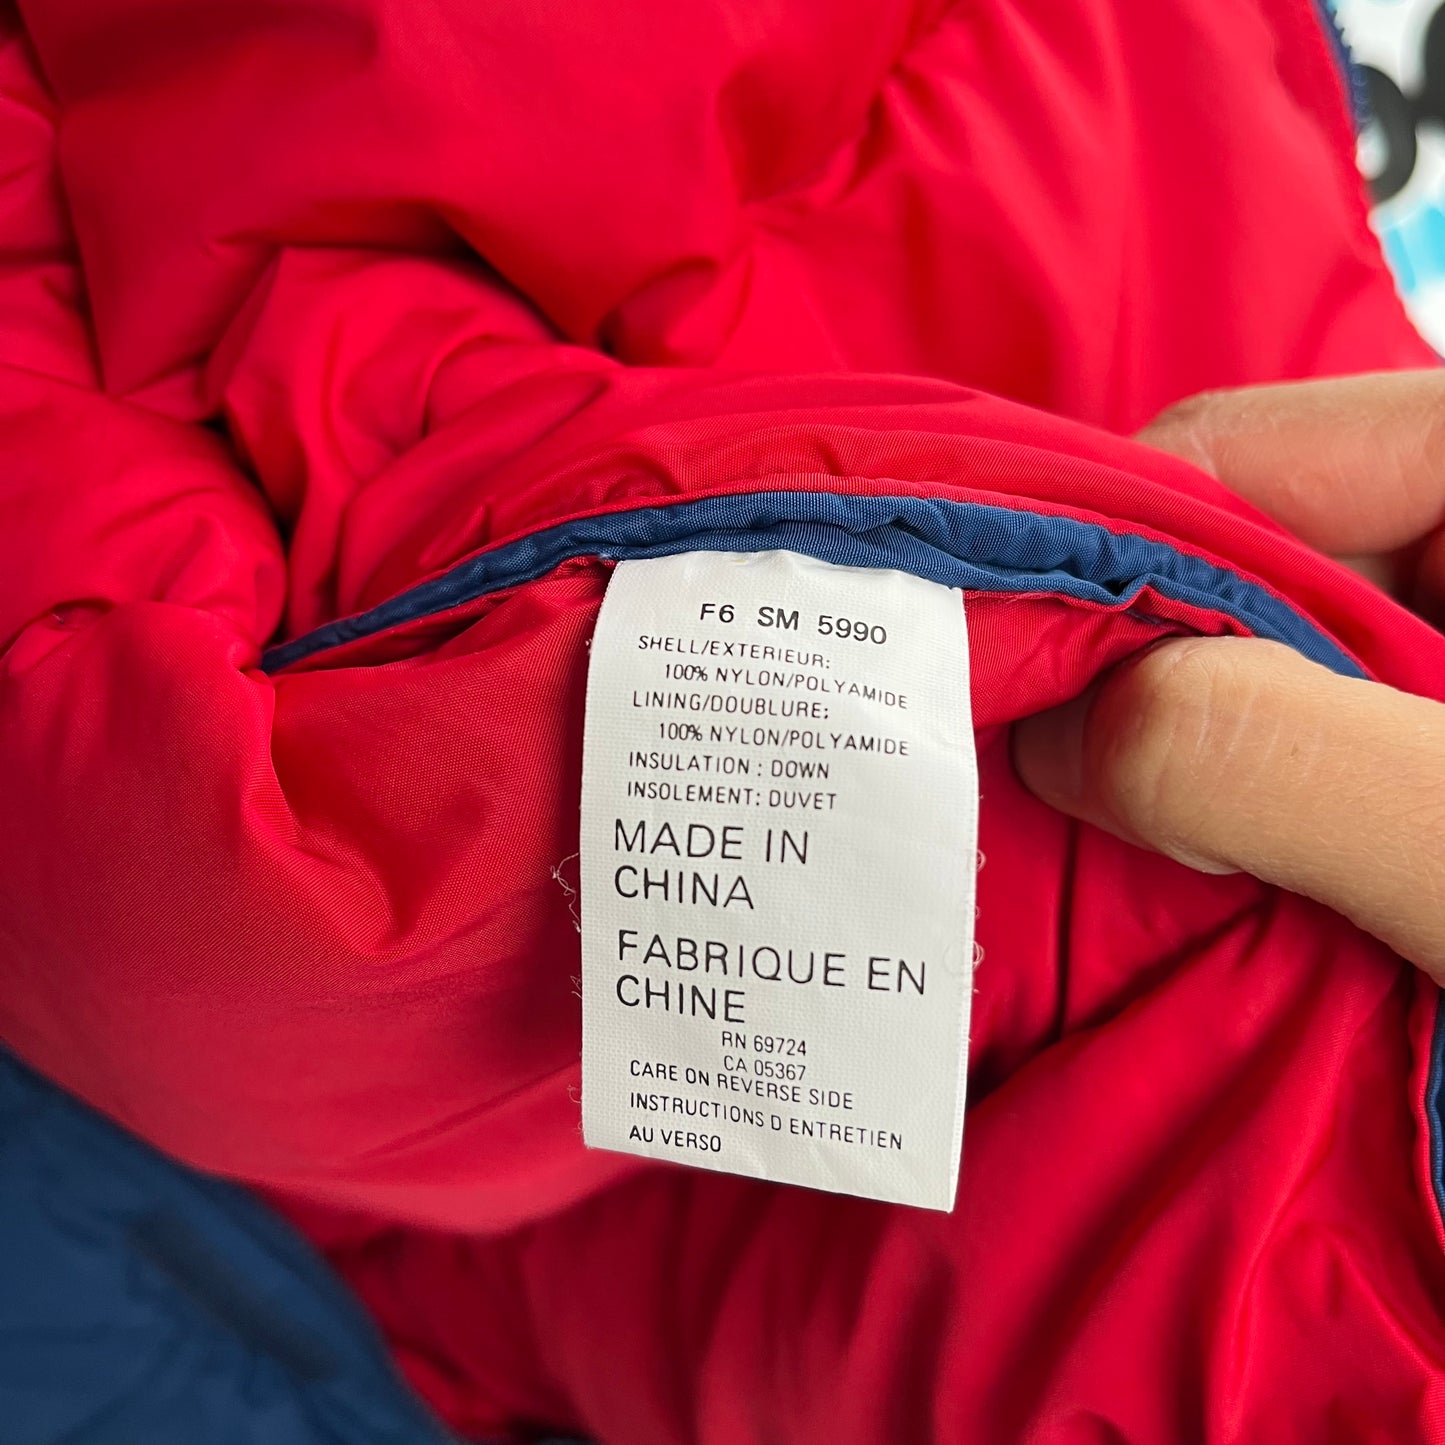 F6 SM 5990
SHELL/EXTERIEUR:
100% NYLON/POLYAMIDE
LINING/DOUBLURE:
100% NYLON/POLYAMIDE
INSULATION : DOWN
INSOLEMENT: DUVET
MADE IN
CHINA
FABRIQUE EN
CHINE
RN 69724
CA 05367
CARE ON REVERSE SIDE
INSTRUCTIONS D ENTRETIEN
AU VERSO